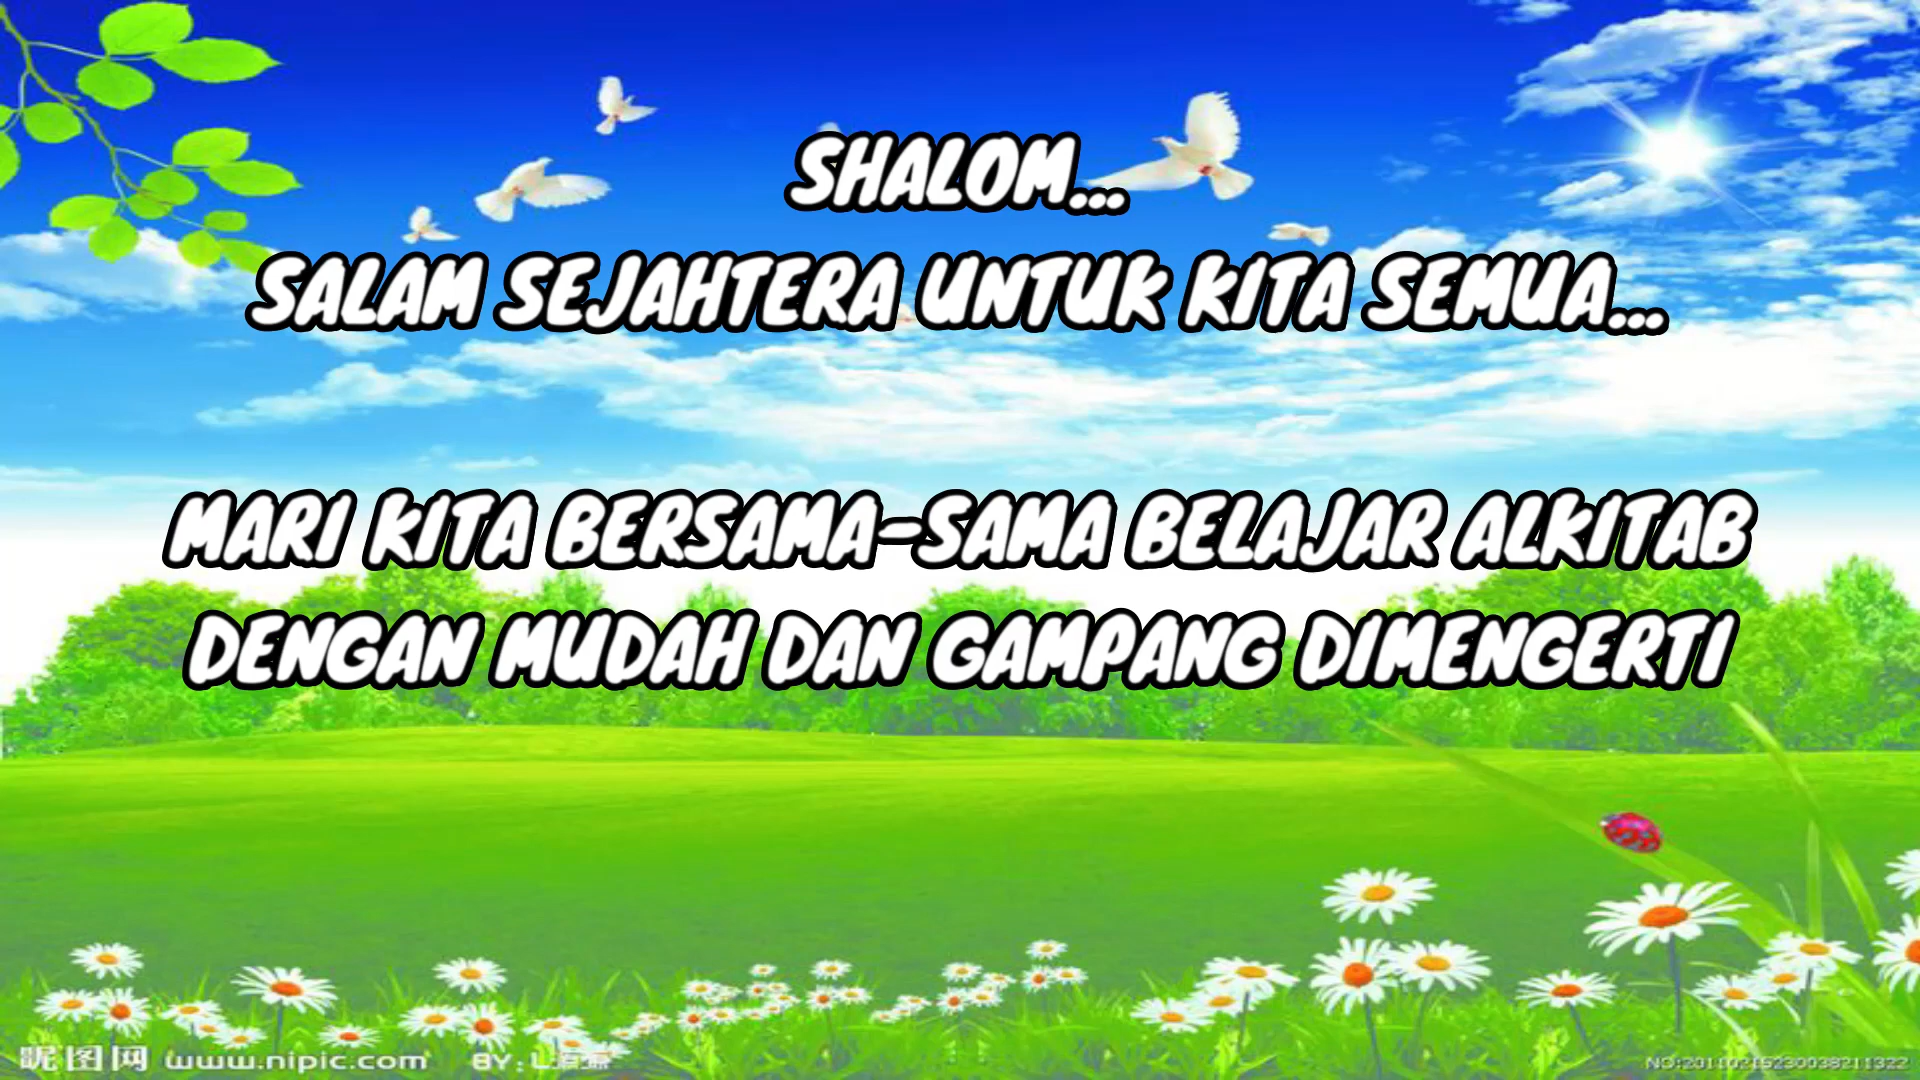 SHALOM...
SALAM SEJAHTERA UNTUK KITA SEMUA...
MARI KITA BERSAMA-SAMA BELAJAR ALKITAB
DENGAN MUDAH DAN GAMPANG DIMENGERTI
昵图网 www.nipic.com BY: